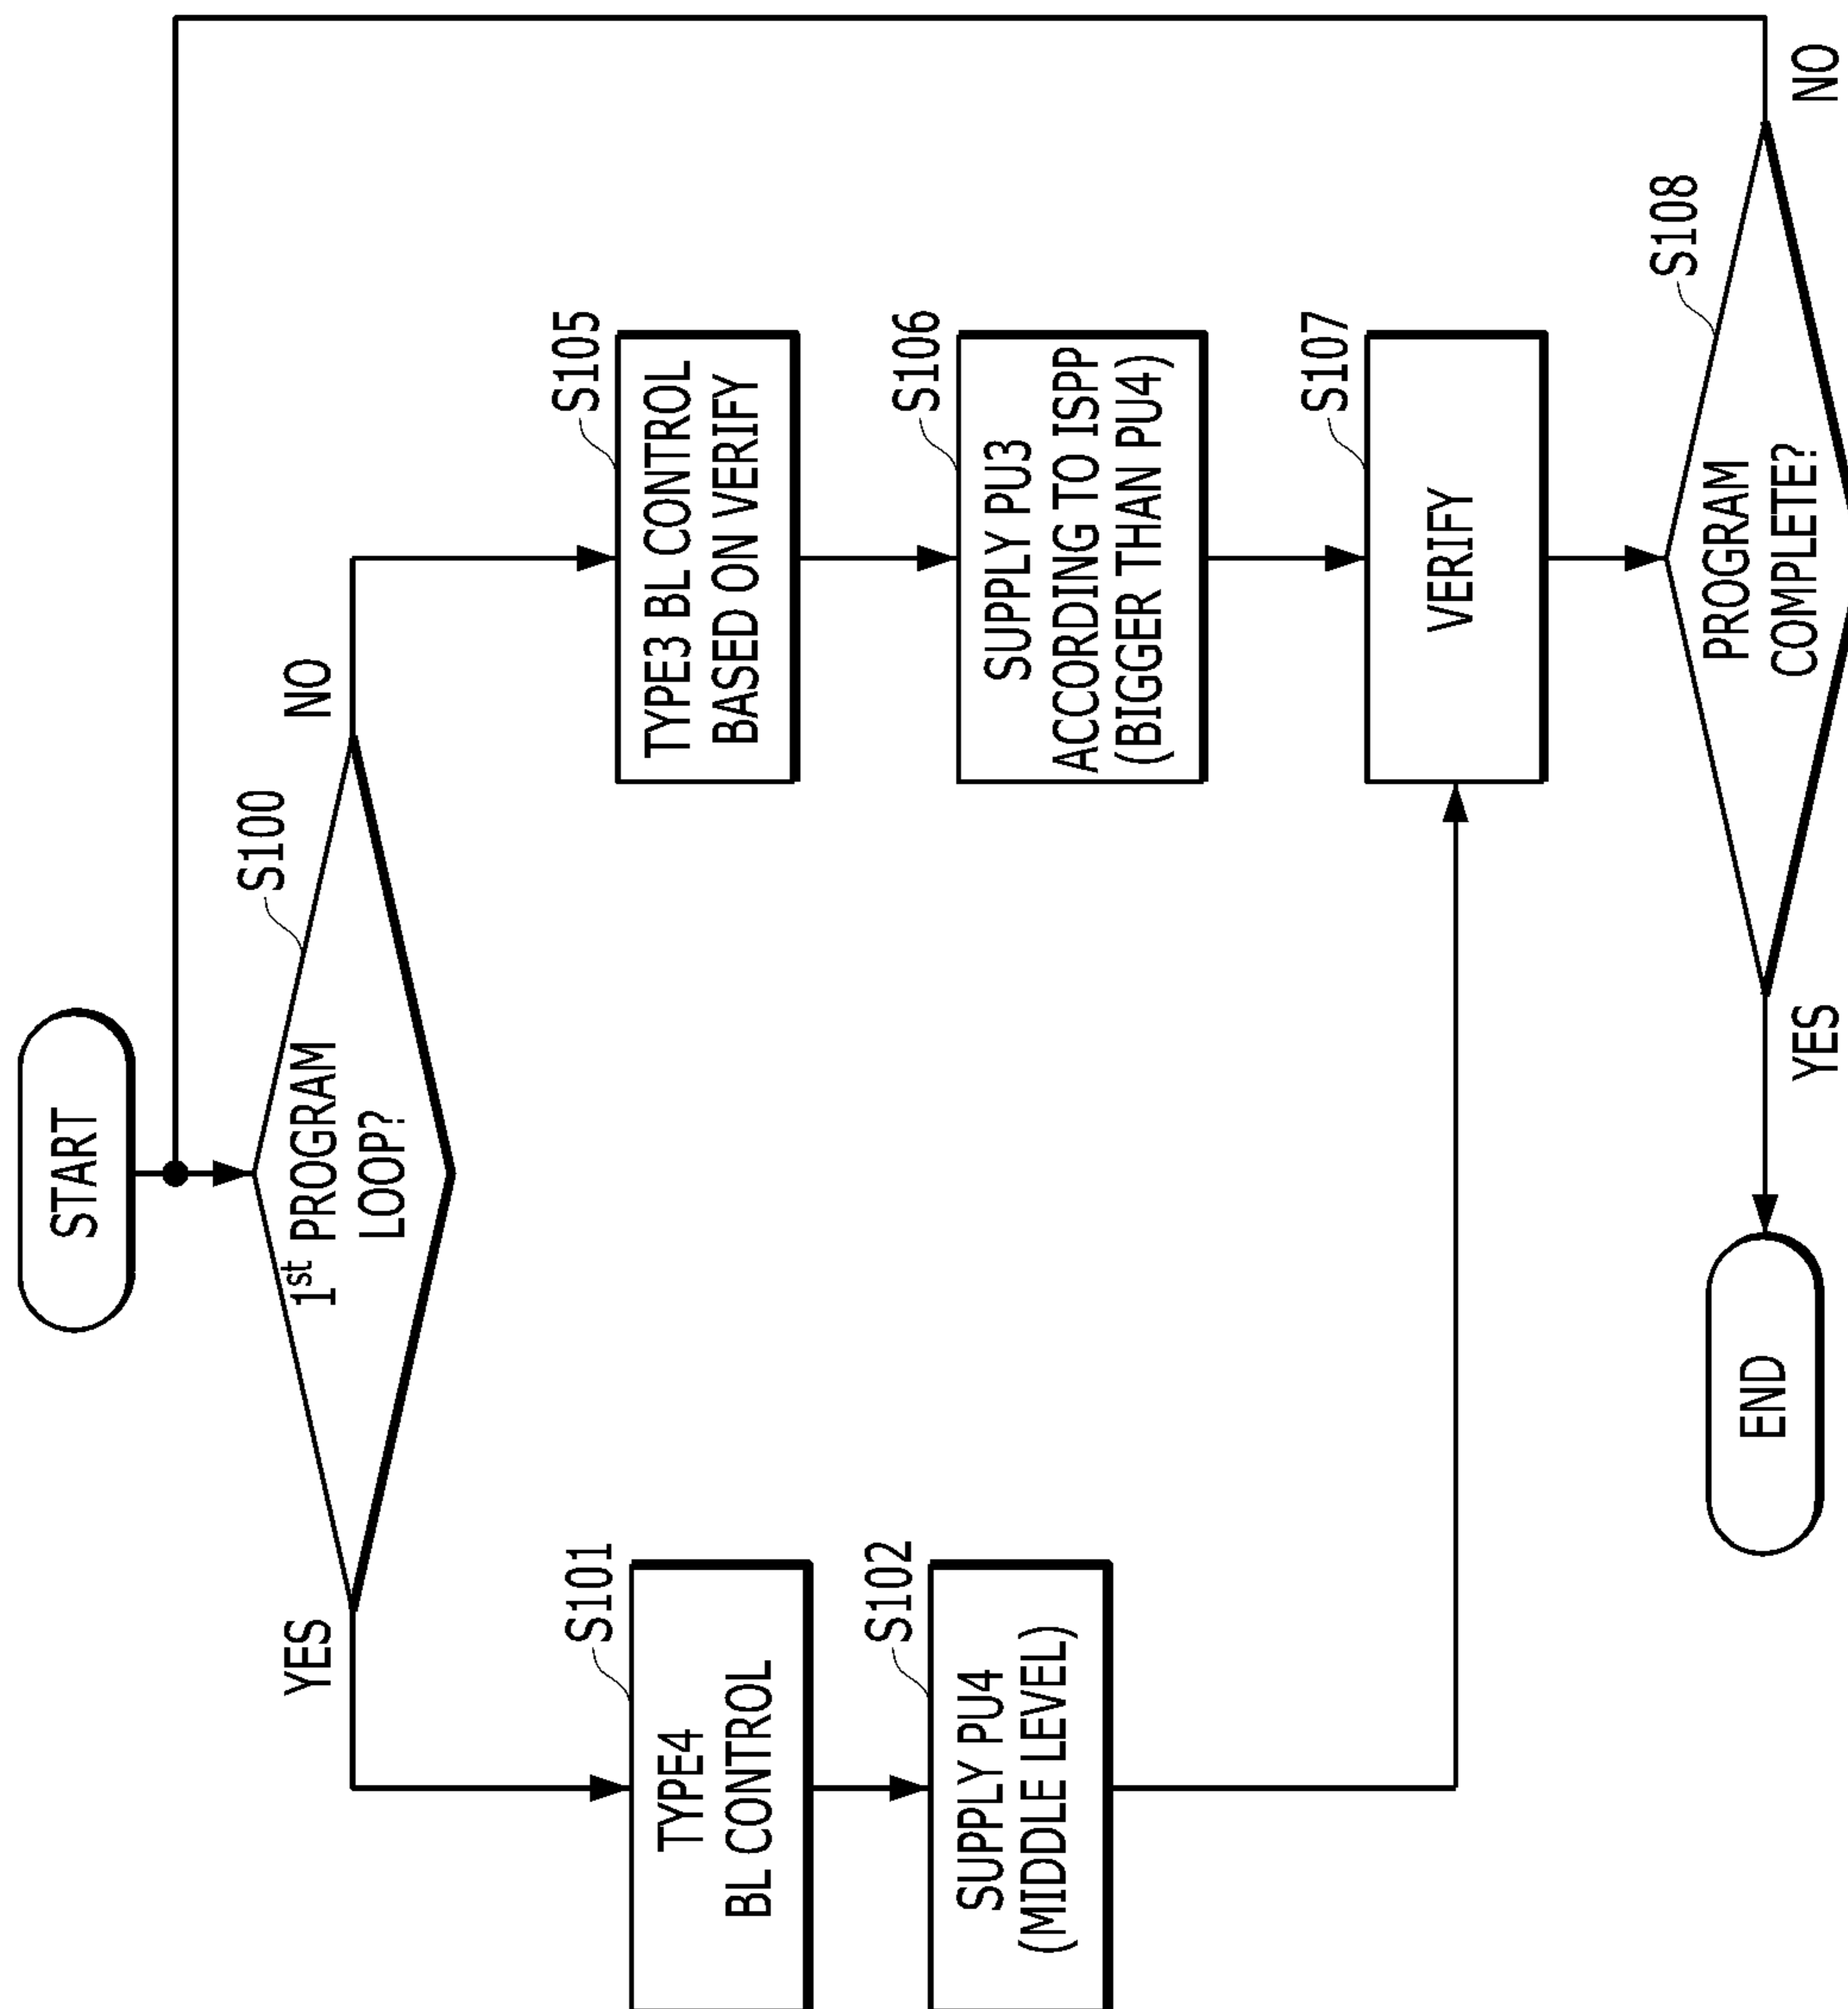 START
S100
1st PROGRAM
LOOP?
YES
NO
S101
TYPE4
BL CONTROL
S102
SUPPLY PU4
(MIDDLE LEVEL)
S105
TYPE3 BL CONTROL
BASED ON VERIFY
S106
SUPPLY PU3
ACCORDING TO ISPP
(BIGGER THAN PU4)
S107
VERIFY
S108
PROGRAM
COMPLETE?
YES
NO
END